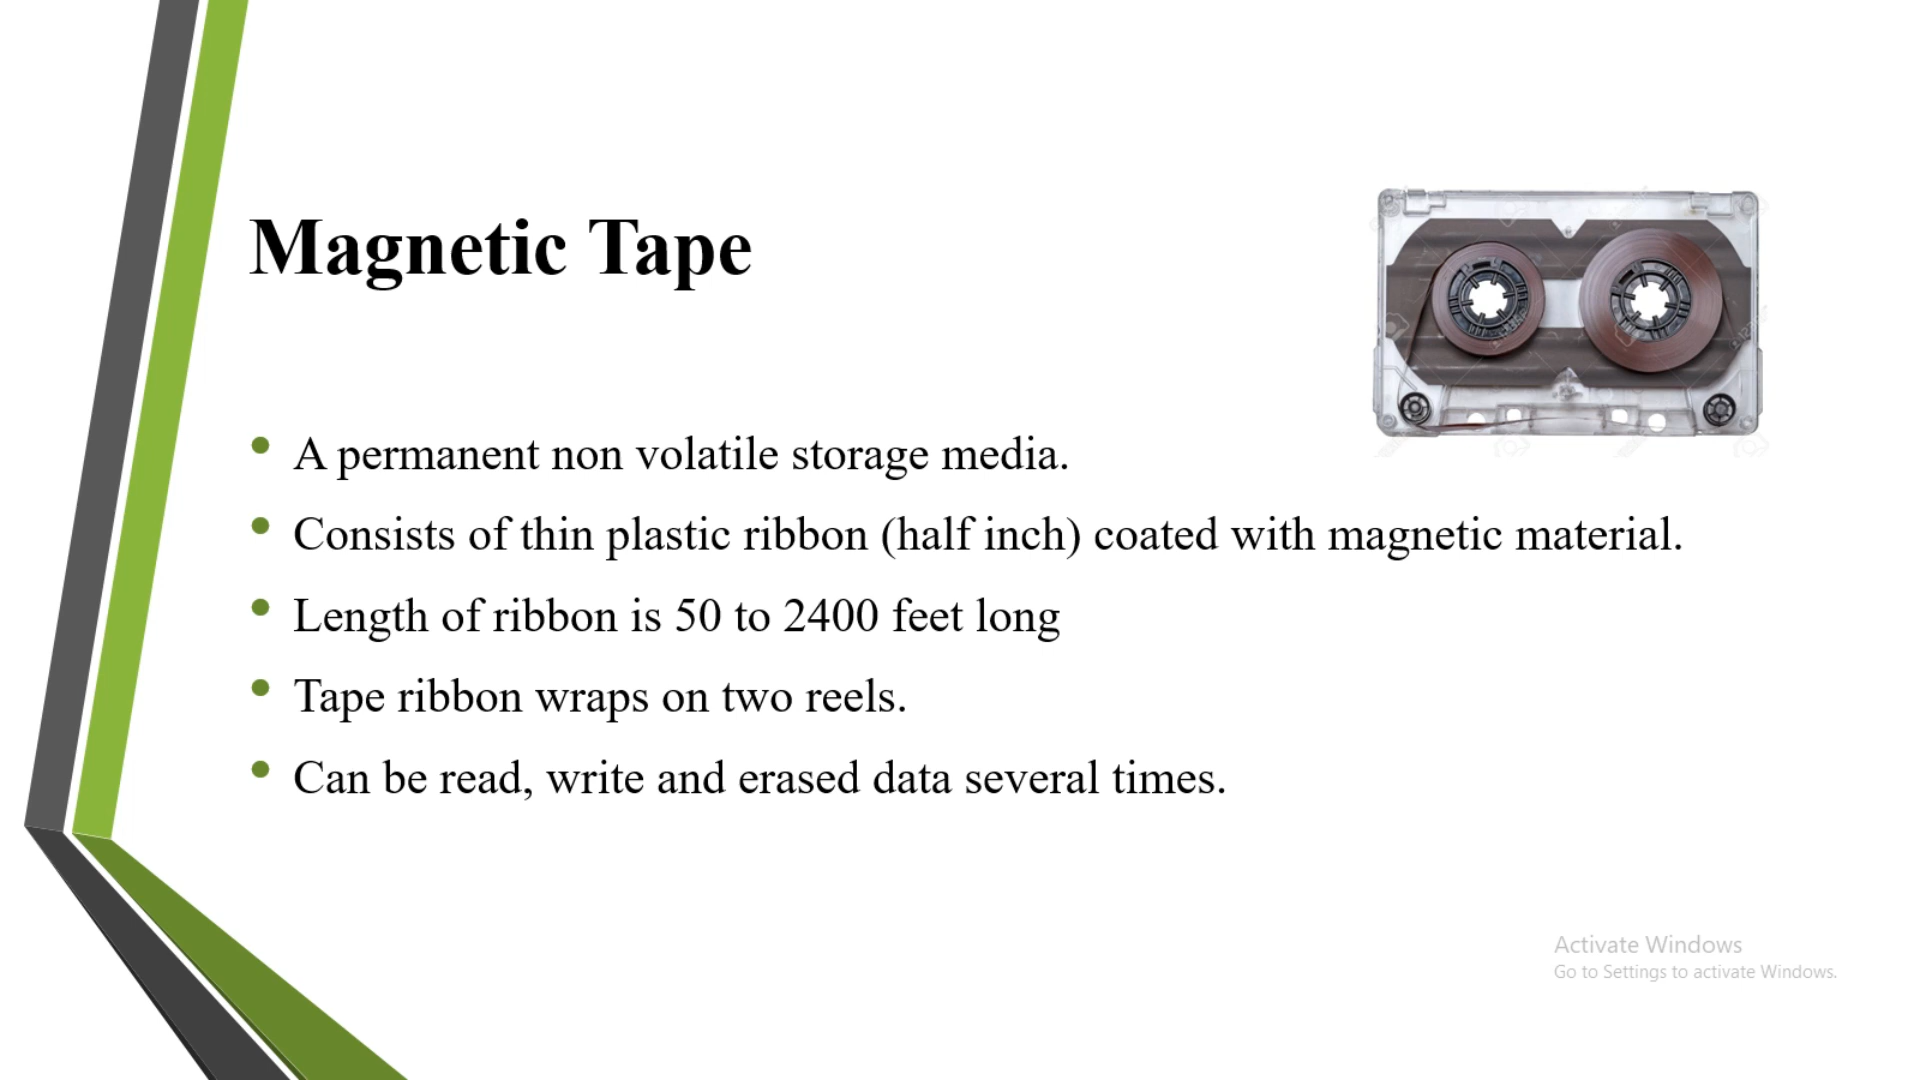 Magnetic Tape
• A permanent non volatile storage media.
• Consists of thin plastic ribbon (half inch) coated with magnetic material.
• Length of ribbon is 50 to 2400 feet long
• Tape ribbon wraps on two reels.
• Can be read, write and erased data several times.
Activate Windows
Go to Settings to activate Windows.